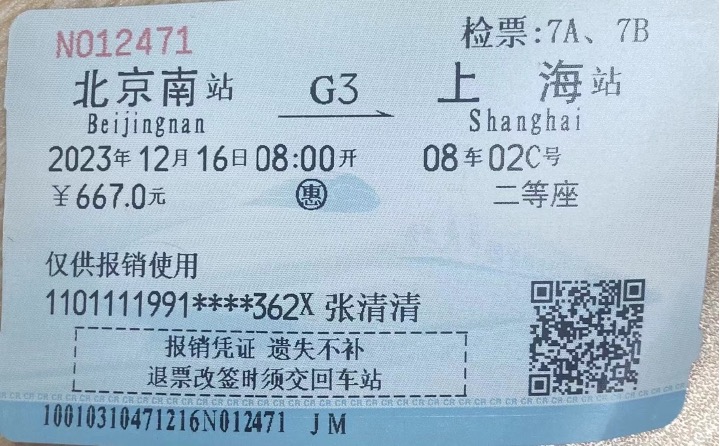 N012471 检票:7A、7B
北京南站 G3 上海站
Beijingnan Shanghai
2023年12月16日08:00开 08车02C号
￥667.0元 惠 二等座
仅供报销使用
1101111991****362X 张清清
报销凭证 遗失不补
退票改签时须交回车站
10010310471216N012471 JM